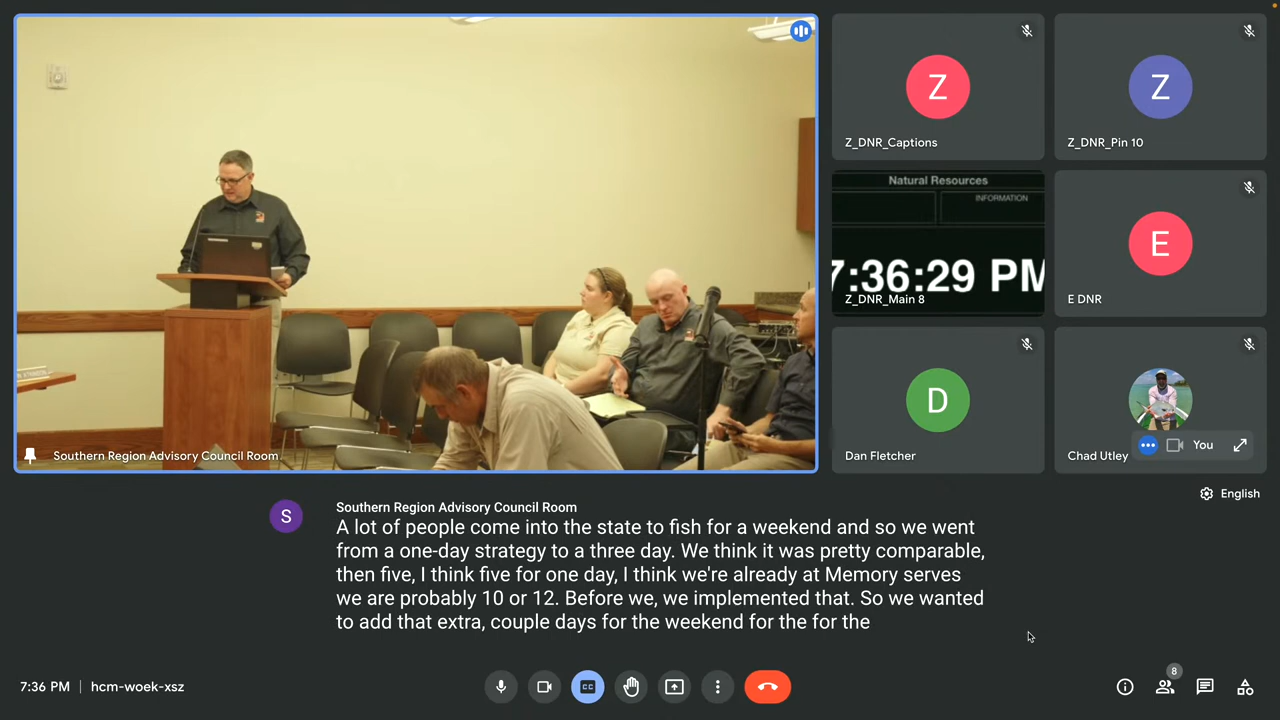 Z
Z_DNR_Captions
Z
Z_DNR_Pin 10
Natural Resources
INFORMATION
7:36:29 PM
Z_DNR_Main 8
E
E DNR
D
Dan Fletcher
Chad Utley
You
Southern Region Advisory Council Room
English
S
Southern Region Advisory Council Room
A lot of people come into the state to fish for a weekend and so we went
from a one-day strategy to a three day. We think it was pretty comparable,
then five, I think five for one day, I think we're already at Memory serves
we are probably 10 or 12. Before we, we implemented that. So we wanted
to add that extra, couple days for the weekend for the for the
7:36 PM | hcm-woek-xsz
CC
8